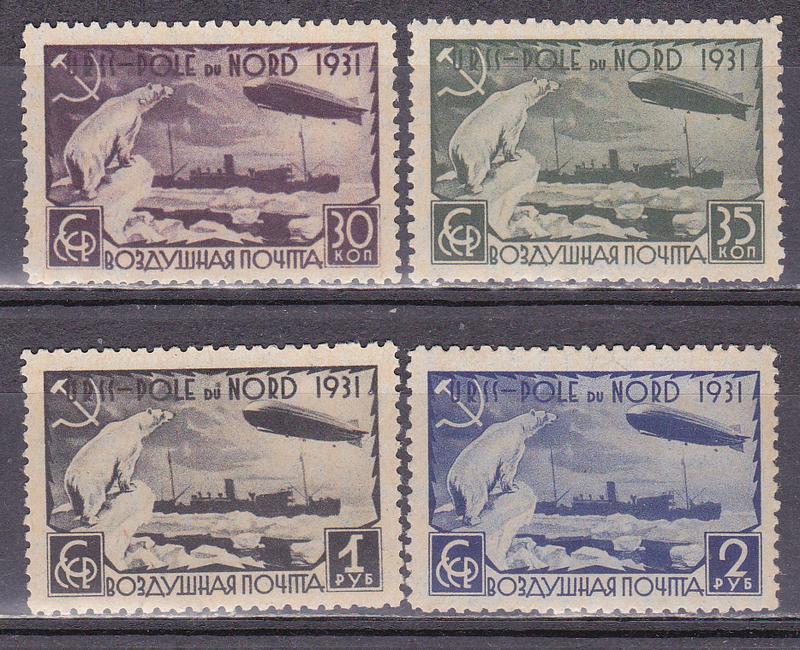 URSS–POLE DU NORD 1931
30 КОП
ВОЗДУШНАЯ ПОЧТА
URSS–POLE DU NORD 1931
35 КОП
ВОЗДУШНАЯ ПОЧТА
URSS–POLE DU NORD 1931
1 РУБ
ВОЗДУШНАЯ ПОЧТА
URSS–POLE DU NORD 1931
2 РУБ
ВОЗДУШНАЯ ПОЧТА